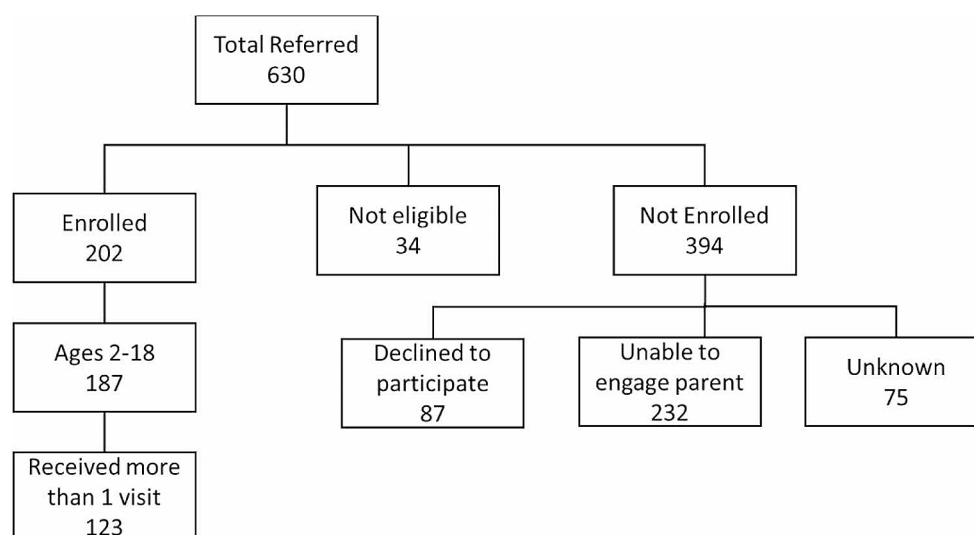 Total Referred
630
Enrolled
202
Not eligible
34
Not Enrolled
394
Ages 2-18
187
Declined to
participate
87
Unable to
engage parent
232
Unknown
75
Received more
than 1 visit
123